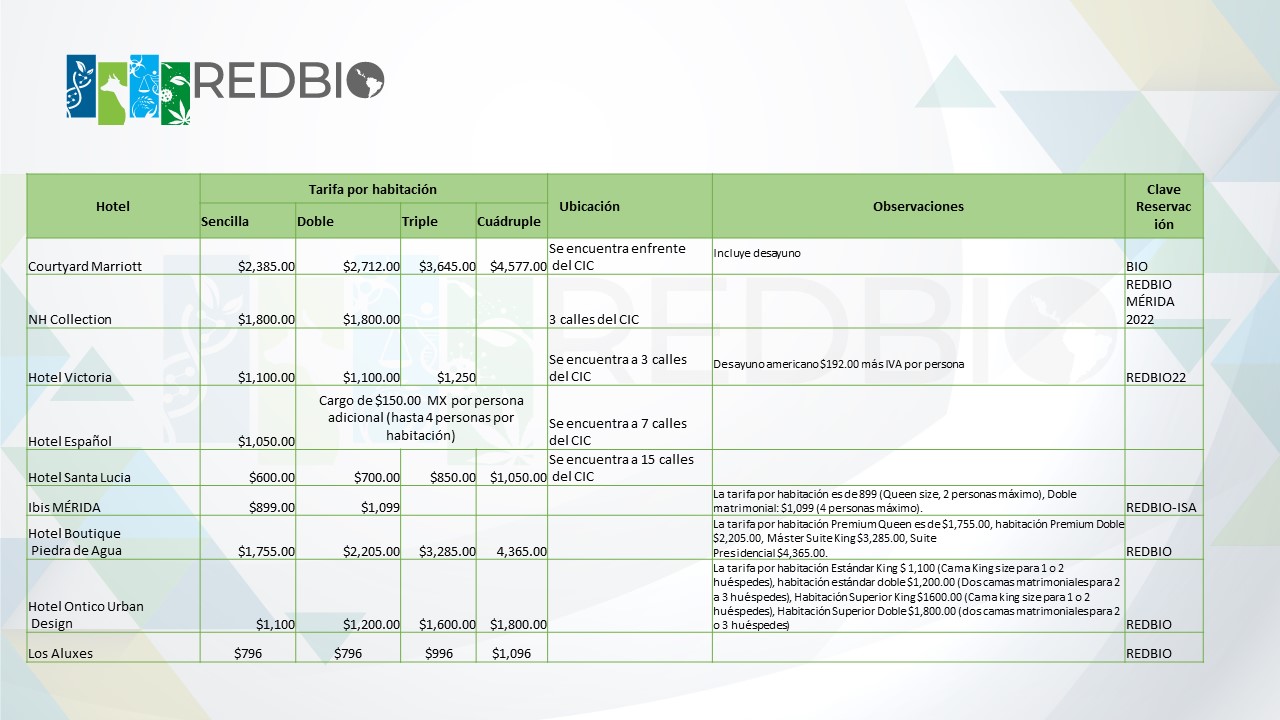 REDBIO
Hotel
Tarifa por habitación
Ubicación
Observaciones
Clave
Reservac
ión
Sencilla
Doble
Triple
Cuádruple
Courtyard Marriott
$2,385.00
$2,712.00
$3,645.00
$4,577.00
Se encuentra enfrente
del CIC
Incluye desayuno
BIO
NH Collection
$1,800.00
$1,800.00
3 calles del CIC
REDBIO
MÉRIDA
2022
Hotel Victoria
$1,100.00
$1,100.00
$1,250
Se encuentra a 3 calles
del CIC
Desayuno americano $192.00 más IVA por persona
REDBIO22
Hotel Español
$1,050.00
Cargo de $150.00 MX por persona
adicional (hasta 4 personas por
habitación)
Se encuentra a 7 calles
del CIC
Hotel Santa Lucia
$600.00
$700.00
$850.00
$1,050.00
Se encuentra a 15 calles
del CIC
Ibis MÉRIDA
$899.00
$1,099
La tarifa por habitación es de 899 (Queen size, 2 personas máximo), Doble
matrimonial: $1,099 (4 personas máximo).
REDBIO-ISA
Hotel Boutique
Piedra de Agua
$1,755.00
$2,205.00
$3,285.00
4,365.00
La tarifa por habitación Premium Queen es de $1,755.00, habitación Premium Doble
$2,205.00, Máster Suite King $3,285.00, Suite
Presidencial $4,365.00.
REDBIO
Hotel Ontico Urban
Design
$1,100
$1,200.00
$1,600.00
$1,800.00
La tarifa por habitación Estándar King $ 1,100 (Cama King size para 1 o 2
huéspedes), habitación estándar doble $1,200.00 (Dos camas matrimoniales para 2
a 3 huéspedes), Habitación Superior King $1600.00 (Cama king size para 1 o 2
huéspedes), Habitación Superior Doble $1,800.00 (dos camas matrimoniales para 2
o 3 huéspedes)
REDBIO
Los Aluxes
$796
$796
$996
$1,096
REDBIO
REDBIO